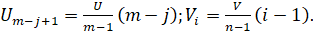 U_{m-j+1} = \frac{U}{m-1}(m-j); V_i = \frac{V}{n-1}(i-1).